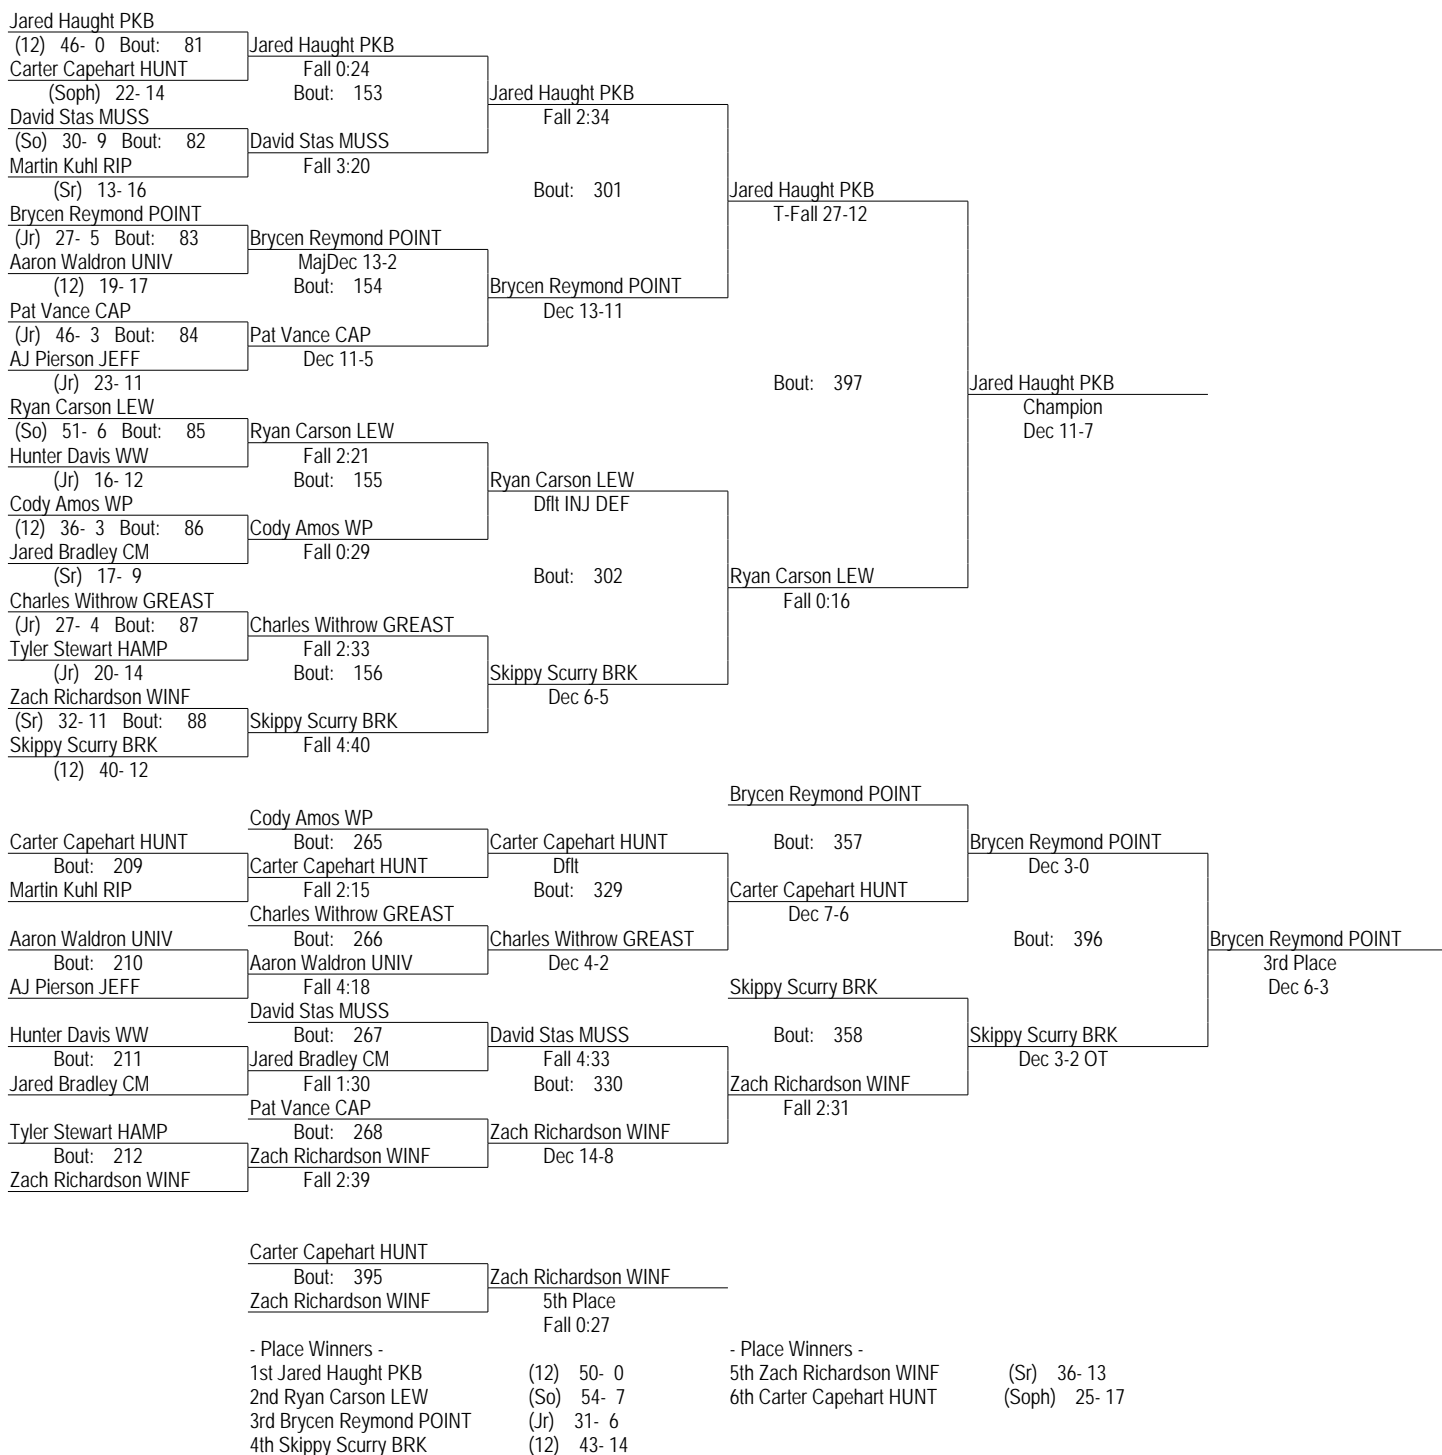 Jared Haught PKB
(12) 46- 0 Bout: 81
Jared Haught PKB
Carter Capehart HUNT
Fall 0:24
(Soph) 22- 14
Bout: 153
Jared Haught PKB
David Stas MUSS
Fall 2:34
(So) 30- 9 Bout: 82
David Stas MUSS
Martin Kuhl RIP
Fall 3:20
(Sr) 13- 16
Bout: 301
Jared Haught PKB
Brycen Reymond POINT
T-Fall 27-12
(Jr) 27- 5 Bout: 83
Brycen Reymond POINT
Aaron Waldron UNIV
MajDec 13-2
(12) 19- 17
Bout: 154
Brycen Reymond POINT
Pat Vance CAP
Dec 13-11
(Jr) 46- 3 Bout: 84
Pat Vance CAP
AJ Pierson JEFF
Dec 11-5
(Jr) 23- 11
Bout: 397
Jared Haught PKB
Ryan Carson LEW
Champion
(So) 51- 6 Bout: 85
Ryan Carson LEW
Dec 11-7
Hunter Davis WW
Fall 2:21
(Jr) 16- 12
Bout: 155
Ryan Carson LEW
Cody Amos WP
Dflt INJ DEF
(12) 36- 3 Bout: 86
Cody Amos WP
Jared Bradley CM
Fall 0:29
(Sr) 17- 9
Bout: 302
Ryan Carson LEW
Charles Withrow GREAST
Fall 0:16
(Jr) 27- 4 Bout: 87
Charles Withrow GREAST
Tyler Stewart HAMP
Fall 2:33
(Jr) 20- 14
Bout: 156
Skippy Scurry BRK
Zach Richardson WINF
Dec 6-5
(Sr) 32- 11 Bout: 88
Skippy Scurry BRK
Skippy Scurry BRK
Fall 4:40
(12) 40- 12
Brycen Reymond POINT
Cody Amos WP
Carter Capehart HUNT
Bout: 265
Carter Capehart HUNT
Bout: 357
Brycen Reymond POINT
Bout: 209
Carter Capehart HUNT
Dflt
Dec 3-0
Martin Kuhl RIP
Fall 2:15
Bout: 329
Carter Capehart HUNT
Charles Withrow GREAST
Dec 7-6
Aaron Waldron UNIV
Bout: 266
Charles Withrow GREAST
Bout: 396
Brycen Reymond POINT
Bout: 210
Aaron Waldron UNIV
Dec 4-2
3rd Place
AJ Pierson JEFF
Fall 4:18
Skippy Scurry BRK
Dec 6-3
David Stas MUSS
Hunter Davis WW
Bout: 267
David Stas MUSS
Bout: 358
Skippy Scurry BRK
Bout: 211
Jared Bradley CM
Fall 4:33
Dec 3-2 OT
Jared Bradley CM
Fall 1:30
Bout: 330
Zach Richardson WINF
Pat Vance CAP
Fall 2:31
Tyler Stewart HAMP
Bout: 268
Zach Richardson WINF
Bout: 212
Zach Richardson WINF
Dec 14-8
Zach Richardson WINF
Fall 2:39
Carter Capehart HUNT
Bout: 395
Zach Richardson WINF
Zach Richardson WINF
5th Place
Fall 0:27
- Place Winners -
1st Jared Haught PKB (12) 50- 0
2nd Ryan Carson LEW (So) 54- 7
3rd Brycen Reymond POINT (Jr) 31- 6
4th Skippy Scurry BRK (12) 43- 14
- Place Winners -
5th Zach Richardson WINF (Sr) 36- 13
6th Carter Capehart HUNT (Soph) 25- 17